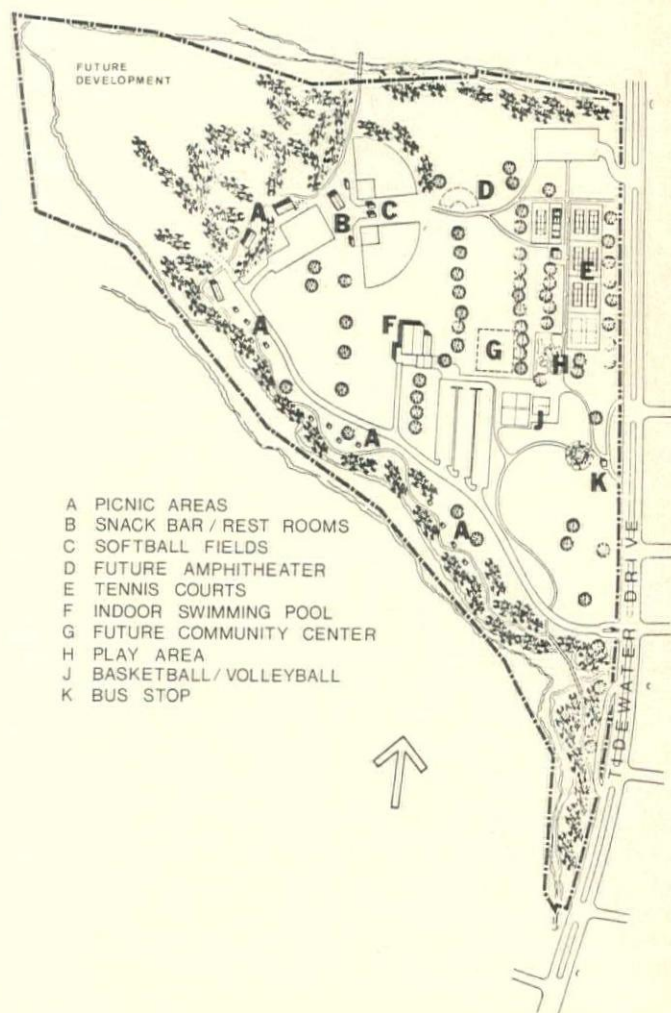 FUTURE
DEVELOPMENT
A
B
C
D
E
A
F
G
H
J
A
K
A
A PICNIC AREAS
B SNACK BAR / REST ROOMS
C SOFTBALL FIELDS
D FUTURE AMPHITHEATER
E TENNIS COURTS
F INDOOR SWIMMING POOL
G FUTURE COMMUNITY CENTER
H PLAY AREA
J BASKETBALL / VOLLEYBALL
K BUS STOP
TIDEWATER DRIVE